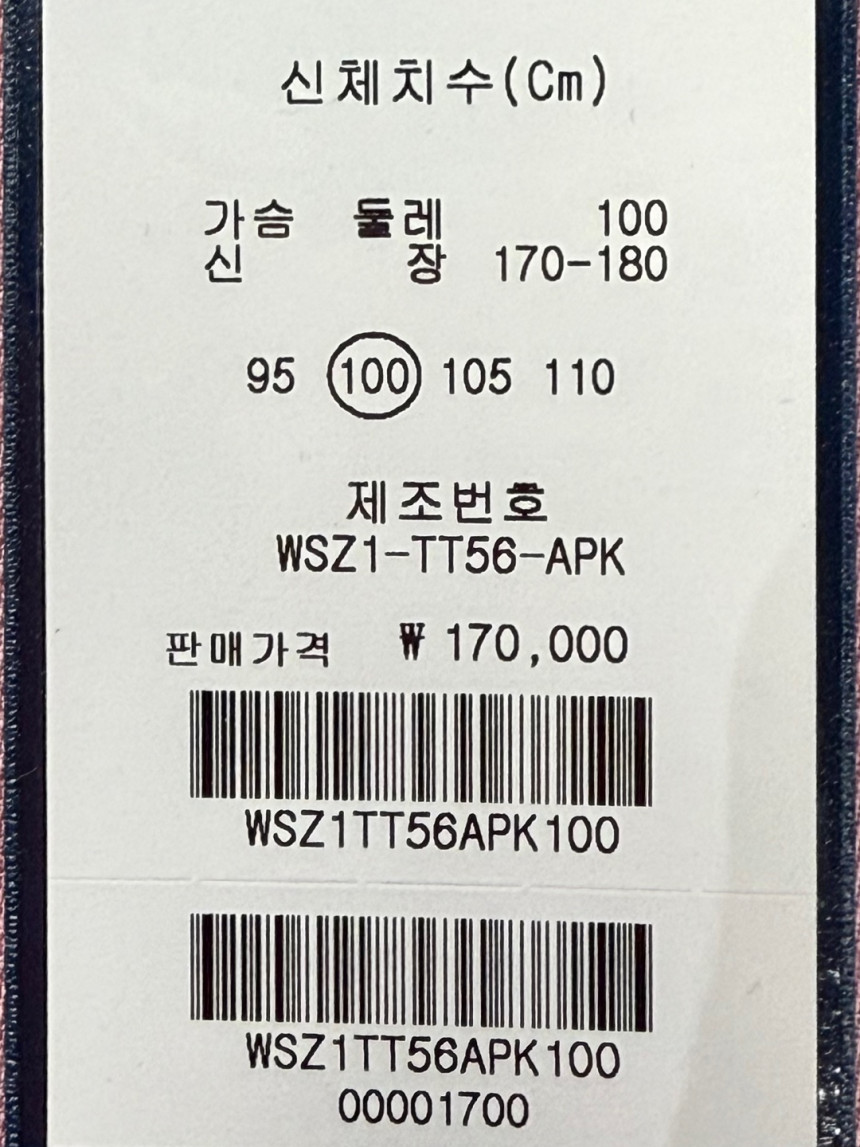 신체치수(Cm)
가슴 둘레 100
신 장 170-180
95 100 105 110
제조번호
WSZ1-TT56-APK
판매가격 ₩ 170,000
WSZ1TT56APK100
WSZ1TT56APK100
00001700